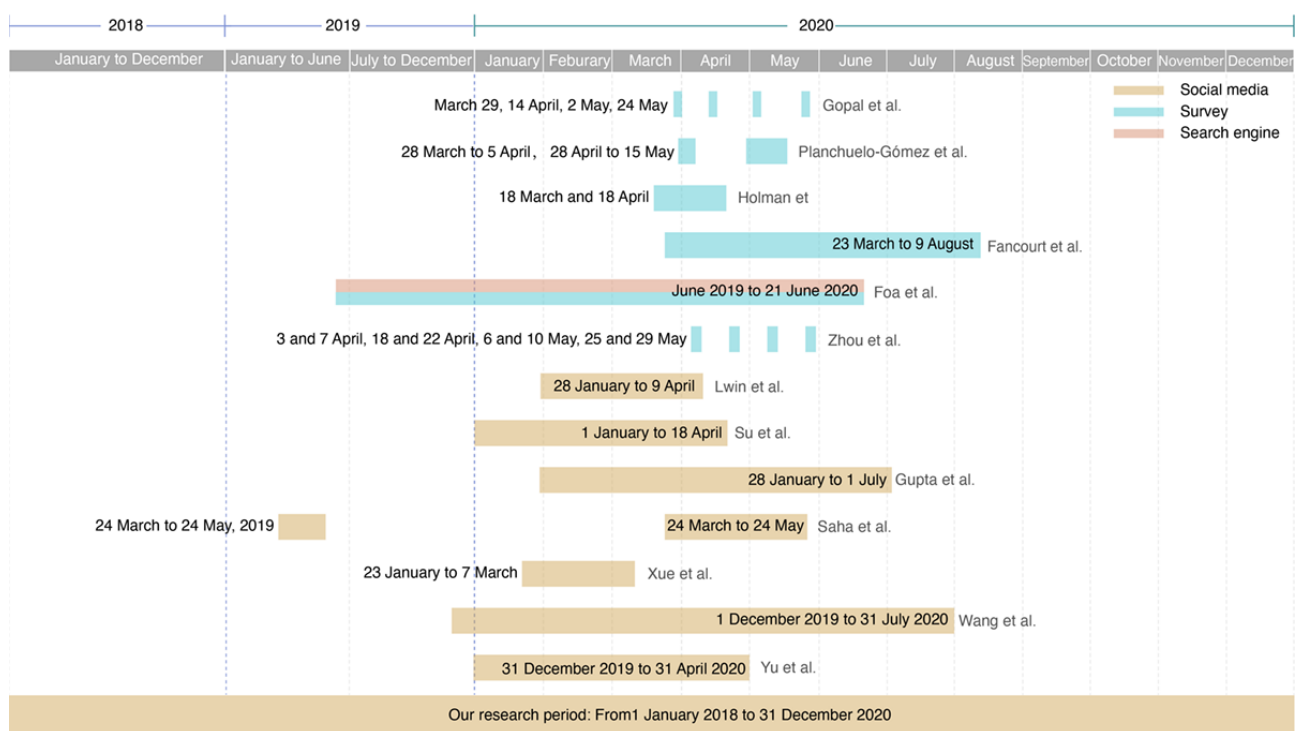 2018 2019 2020
January to December January to June July to December January Feburary March April May June July August September October November December
Social media
Survey
Search engine
March 29, 14 April, 2 May, 24 May Gopal et al.
28 March to 5 April, 28 April to 15 May Planchuelo-Gómez et al.
18 March and 18 April Holman et
23 March to 9 August Fancourt et al.
June 2019 to 21 June 2020 Foa et al.
3 and 7 April, 18 and 22 April, 6 and 10 May, 25 and 29 May Zhou et al.
28 January to 9 April Lwin et al.
1 January to 18 April Su et al.
28 January to 1 July Gupta et al.
24 March to 24 May, 2019 24 March to 24 May Saha et al.
23 January to 7 March Xue et al.
1 December 2019 to 31 July 2020 Wang et al.
31 December 2019 to 31 April 2020 Yu et al.
Our research period: From1 January 2018 to 31 December 2020